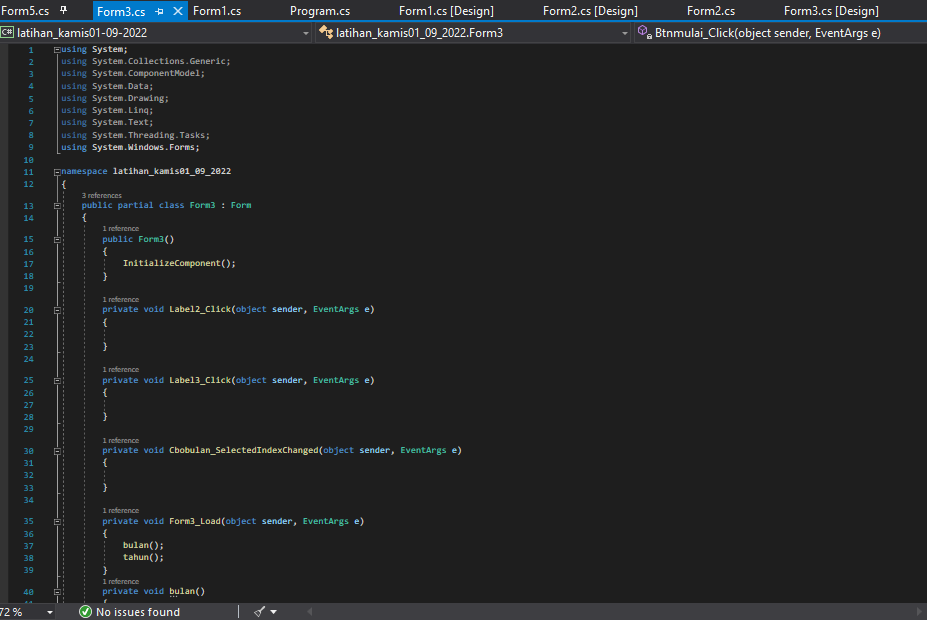 Form5.cs Form3.cs Form1.cs Program.cs Form1.cs [Design] Form2.cs [Design] Form2.cs Form3.cs [Design]
C# latihan_kamis01-09-2022 latihan_kamis01_09_2022.Form3 Btnmulai_Click(object sender, EventArgs e)
1 using System;
2 using System.Collections.Generic;
3 using System.ComponentModel;
4 using System.Data;
5 using System.Drawing;
6 using System.Linq;
7 using System.Text;
8 using System.Threading.Tasks;
9 using System.Windows.Forms;
10
11 namespace latihan_kamis01_09_2022
12 {
3 references
13 public partial class Form3 : Form
14 {
1 reference
15 public Form3()
16 {
17 InitializeComponent();
18 }
19
1 reference
20 private void Label2_Click(object sender, EventArgs e)
21 {
22
23 }
24
1 reference
25 private void Label3_Click(object sender, EventArgs e)
26 {
27
28 }
29
1 reference
30 private void Cbobulan_SelectedIndexChanged(object sender, EventArgs e)
31 {
32
33 }
34
1 reference
35 private void Form3_Load(object sender, EventArgs e)
36 {
37 bulan();
38 tahun();
39 }
1 reference
40 private void bulan()
72 % No issues found